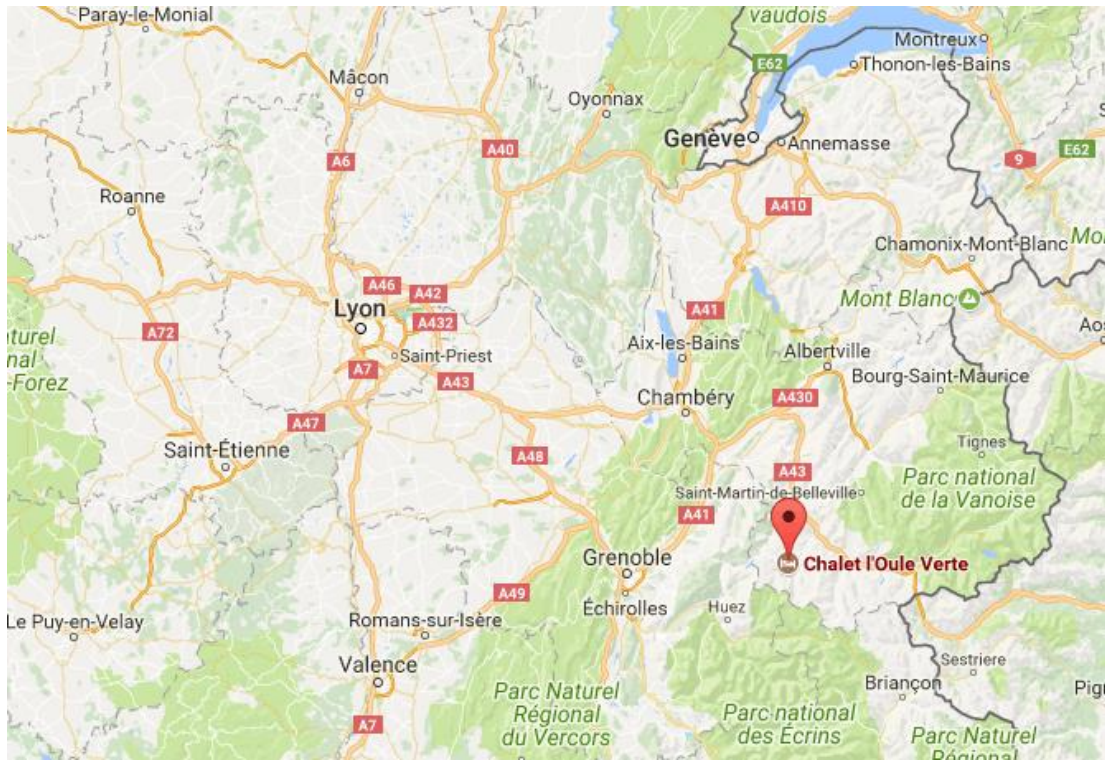 Paray-le-Monial
vaudois
Montreux
E62
Thonon-les-Bains
Mâcon
Oyonnax
Genève
Annemasse
A6
A40
9
E62
Roanne
A410
Chamonix-Mont-Blanc
A46
A42
Mont Blanc
Lyon
A432
A41
A72
Saint-Priest
Aix-les-Bains
Albertville
A7
A43
Bourg-Saint-Maurice
Chambéry
A430
A47
Saint-Étienne
A48
Tignes
A43
Parc national
de la Vanoise
Saint-Martin-de-Belleville
A41
Grenoble
Chalet l'Oule Verte
A49
Échirolles
Huez
Le Puy-en-Velay
Romans-sur-Isère
Valence
Sestriere
Briançon
Parc Naturel
Régional
du Vercors
Parc national
des Écrins
A7
Parc Naturel
Régional